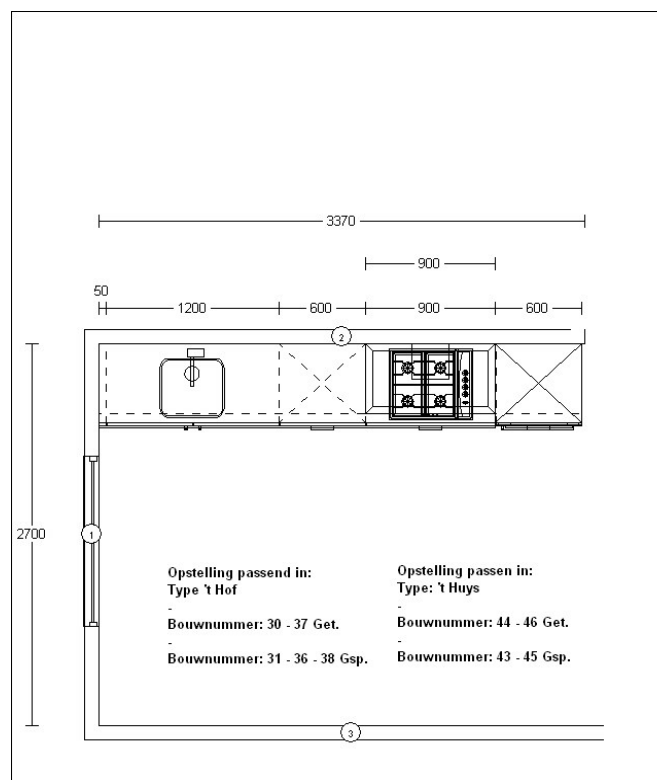 3370
900
50
1200
600
900
600
2
2700
1
Opstelling passend in:
Type 't Hof
-
Bouwnummer: 30 - 37 Get.
-
Bouwnummer: 31 - 36 - 38 Gsp.
Opstelling passen in:
Type: 't Huys
-
Bouwnummer: 44 - 46 Get.
-
Bouwnummer: 43 - 45 Gsp.
3